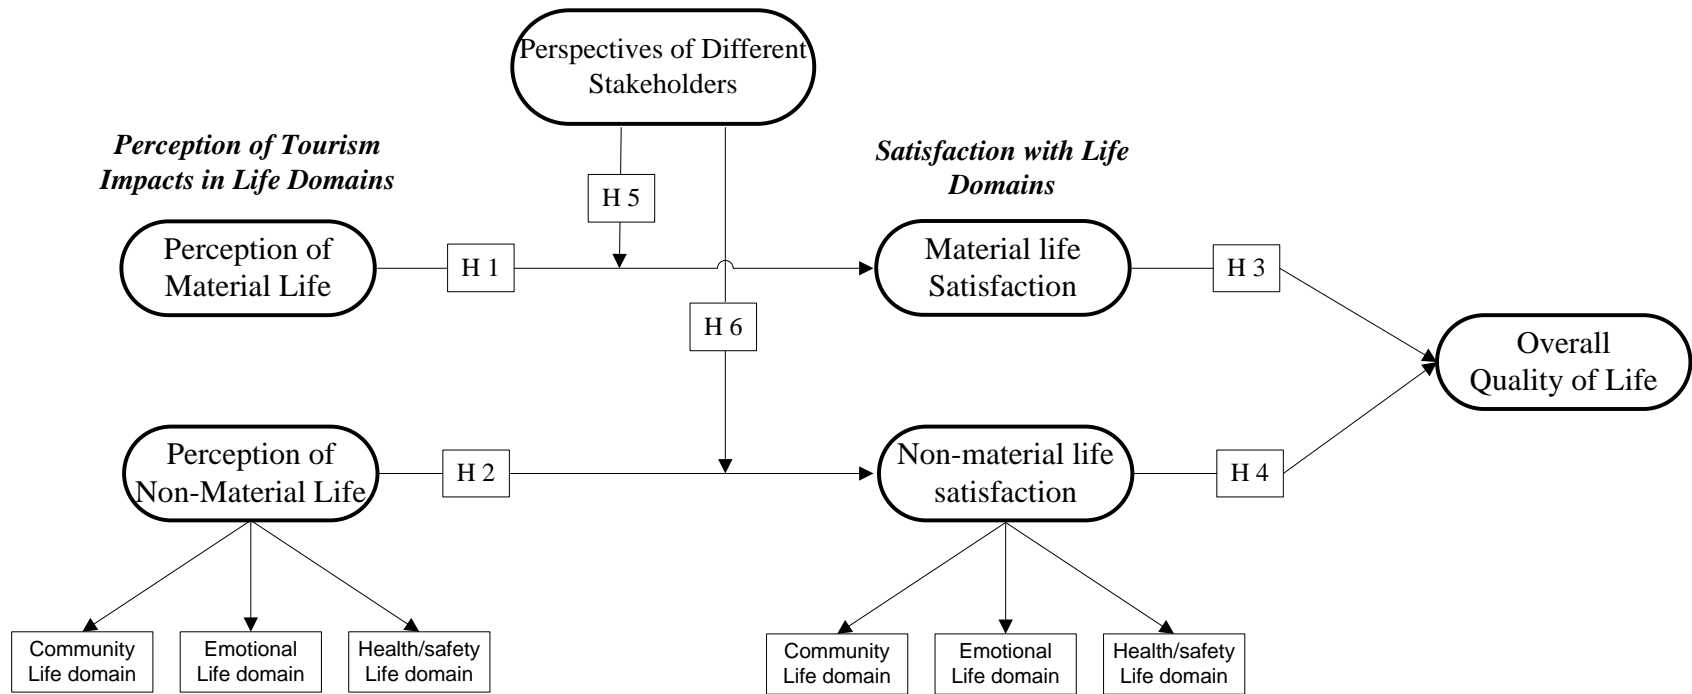 Perspectives of Different
Stakeholders
Perception of Tourism
Impacts in Life Domains
Satisfaction with Life
Domains
H 5
Perception of
Material Life
H 1
Material life
Satisfaction
H 3
H 6
Overall
Quality of Life
Perception of
Non-Material Life
H 2
Non-material life
satisfaction
H 4
Community
Life domain
Emotional
Life domain
Health/safety
Life domain
Community
Life domain
Emotional
Life domain
Health/safety
Life domain